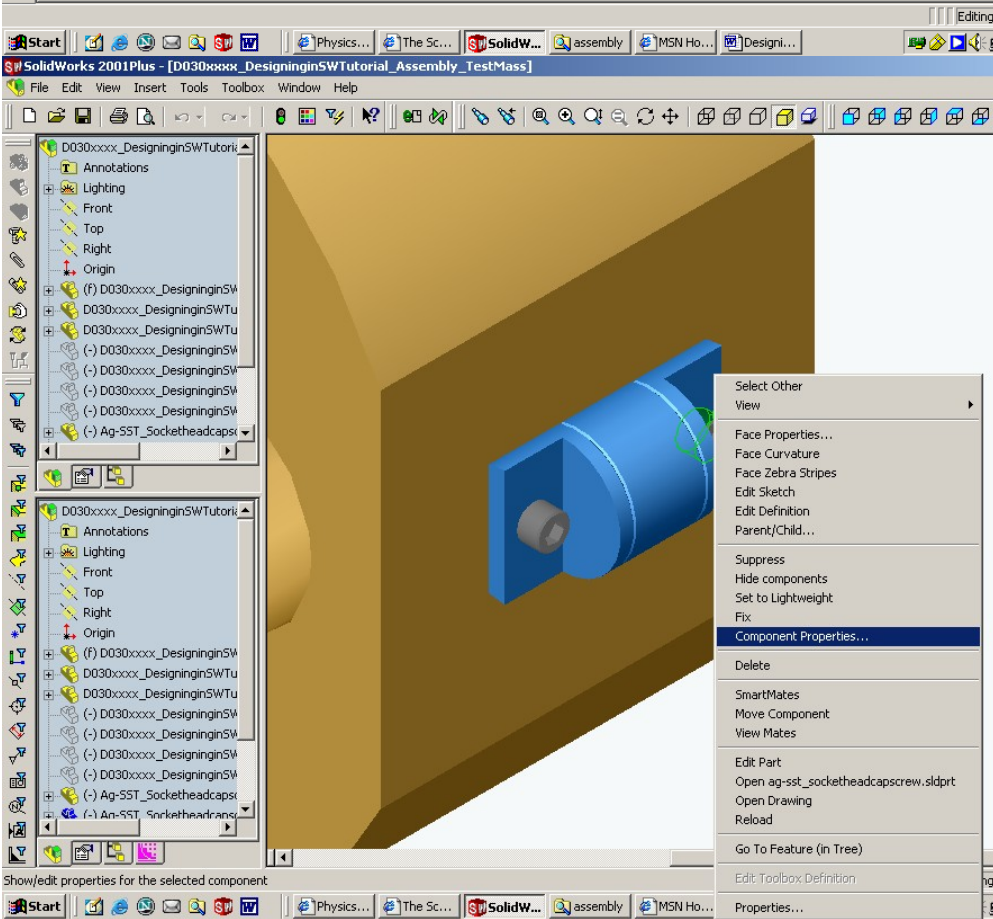 Editing
Start Physics... The Sc... SolidW... assembly MSN Ho... Designi...
SolidWorks 2001Plus - [D030xxxx_DesigninginSWTutorial_Assembly_TestMass]
File Edit View Insert Tools Toolbox Window Help
D030xxxx_DesigninginSWTutoria
Annotations
Lighting
Front
Top
Right
Origin
(f) D030xxxx_DesigninginSW
D030xxxx_DesigninginSWTu
D030xxxx_DesigninginSWTu
(-) D030xxxx_DesigninginSW
(-) D030xxxx_DesigninginSW
(-) D030xxxx_DesigninginSW
(-) D030xxxx_DesigninginSW
(-) Ag-SST_Socketheadcapsc
D030xxxx_DesigninginSWTutoria
Annotations
Lighting
Front
Top
Right
Origin
(f) D030xxxx_DesigninginSW
D030xxxx_DesigninginSWTu
D030xxxx_DesigninginSWTu
(-) D030xxxx_DesigninginSW
(-) D030xxxx_DesigninginSW
(-) D030xxxx_DesigninginSW
(-) D030xxxx_DesigninginSW
(-) Ag-SST_Socketheadcapsc
(-) Ag-SST_Socketheadcapsc
Select Other
View
Face Properties...
Face Curvature
Face Zebra Stripes
Edit Sketch
Edit Definition
Parent/Child...
Suppress
Hide components
Set to Lightweight
Fix
Component Properties...
Delete
SmartMates
Move Component
View Mates
Edit Part
Open ag-sst_socketheadcapscrew.sldprt
Open Drawing
Reload
Go To Feature (in Tree)
Edit Toolbox Definition
Properties...
Show/edit properties for the selected component
Start Physics... The Sc... SolidW... assembly MSN Ho...